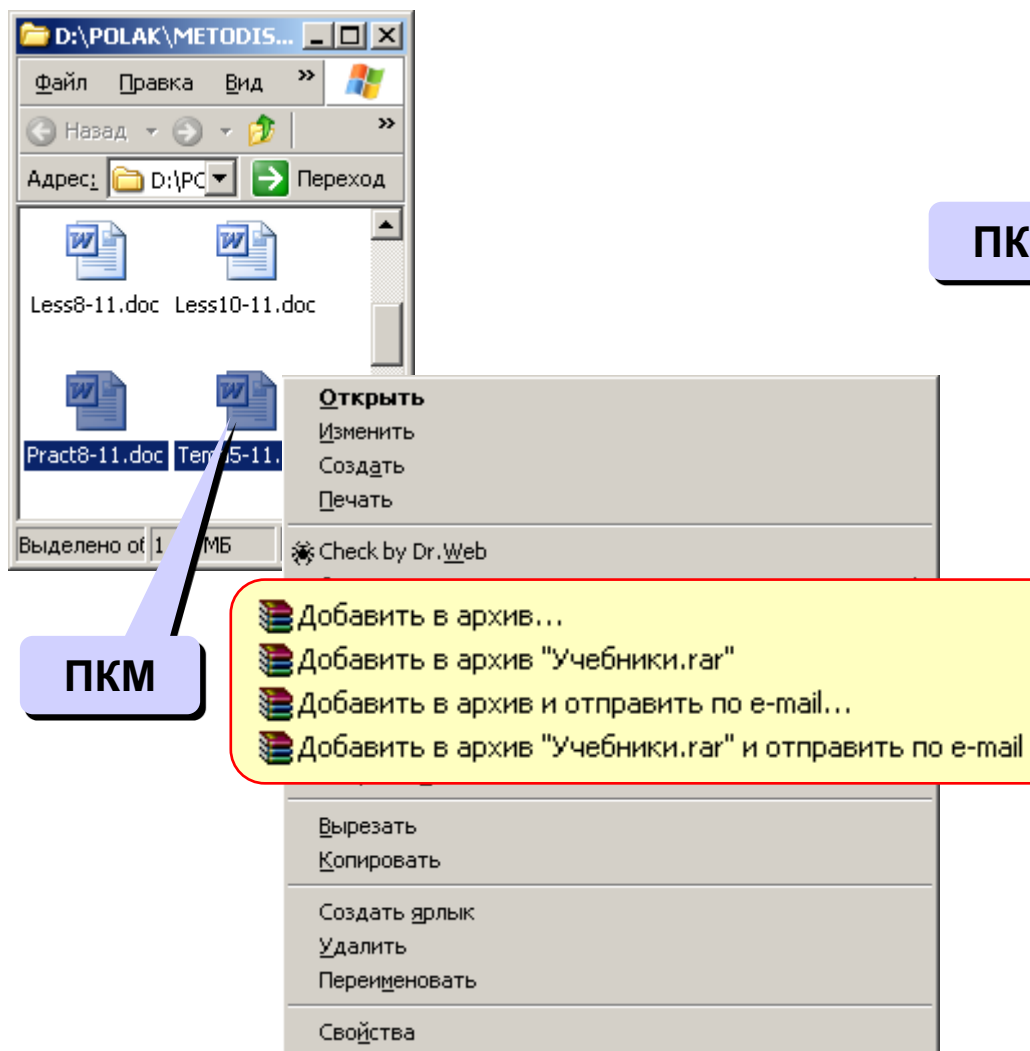 D:\POLAK\METODIS...
Файл Правка Вид »
Назад »
Адрес: D:\PC Переход
Less8-11.doc Less10-11.doc
ПК
Pract8-11.doc
Открыть
Изменить
Создать
Печать
Выделено 1 МБ
Check by Dr.Web
Добавить в архив...
Добавить в архив "Учебники.rar"
Добавить в архив и отправить по e-mail...
Добавить в архив "Учебники.rar" и отправить по e-mail
ПКМ
Вырезать
Копировать
Создать ярлык
Удалить
Переименовать
Свойства